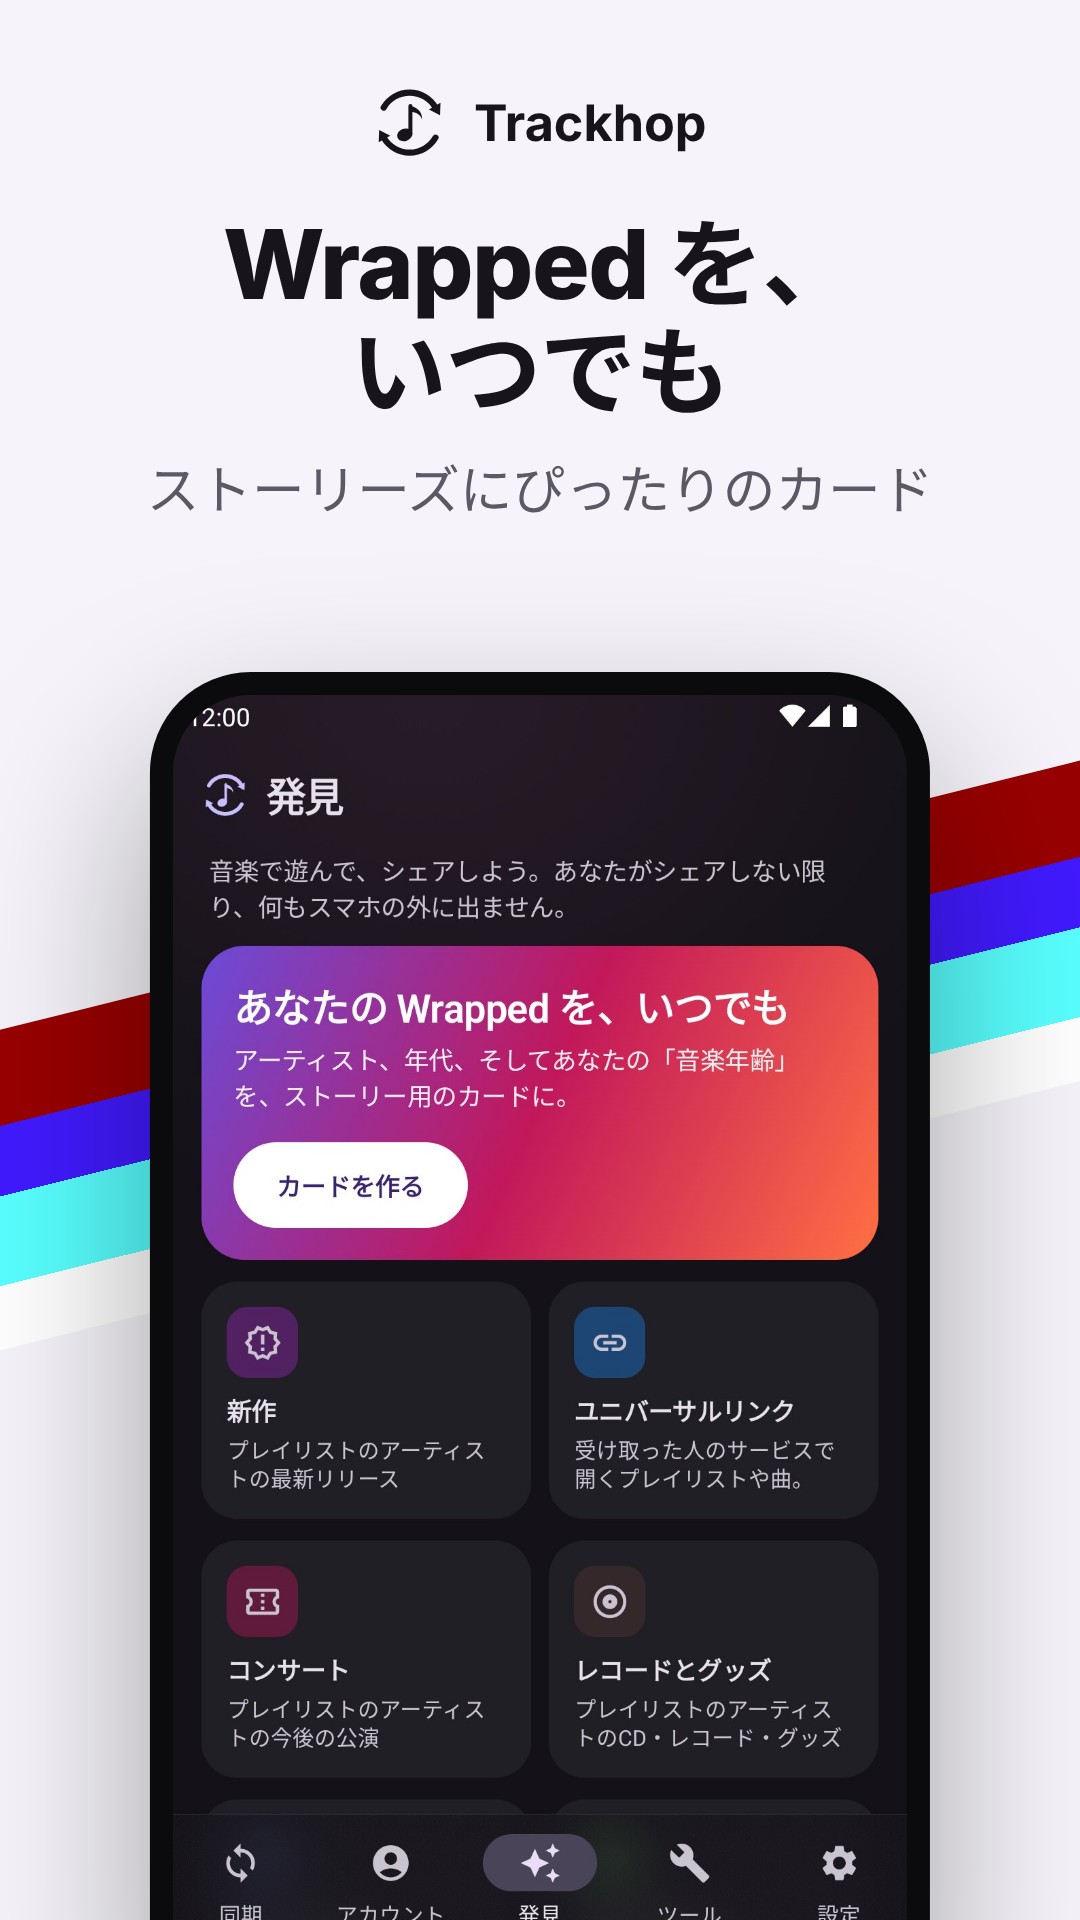 Trackhop
Wrapped を、
いつでも
ストーリーズにぴったりのカード
12:00
発見
音楽で遊んで、シェアしよう。あなたがシェアしない限
り、何もスマホの外に出ません。
あなたの Wrapped を、いつでも
アーティスト、年代、そしてあなたの「音楽年齢」
を、ストーリー用のカードに。
カードを作る
新作
プレイリストのアーティス
トの最新リリース
ユニバーサルリンク
受け取った人のサービスで
開くプレイリストや曲。
コンサート
プレイリストのアーティス
トの今後の公演
レコードとグッズ
プレイリストのアーティス
トのCD・レコード・グッズ
同期
アカウント
発見
ツール
設定